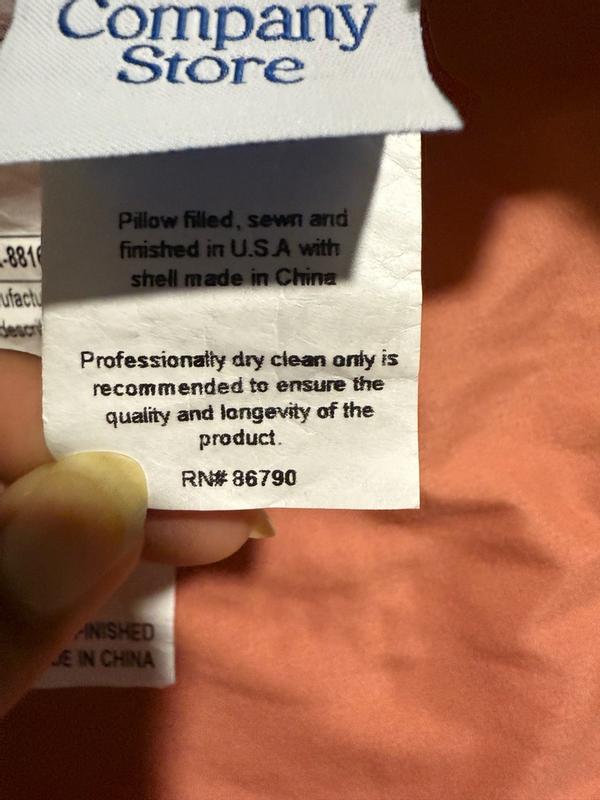 Company
Store
Pillow filled, sewn and
finished in U.S.A with
shell made in China
Professionally dry clean only is
recommended to ensure the
quality and longevity of the
product.
RN# 86790
-8816
FINISHED
IN CHINA